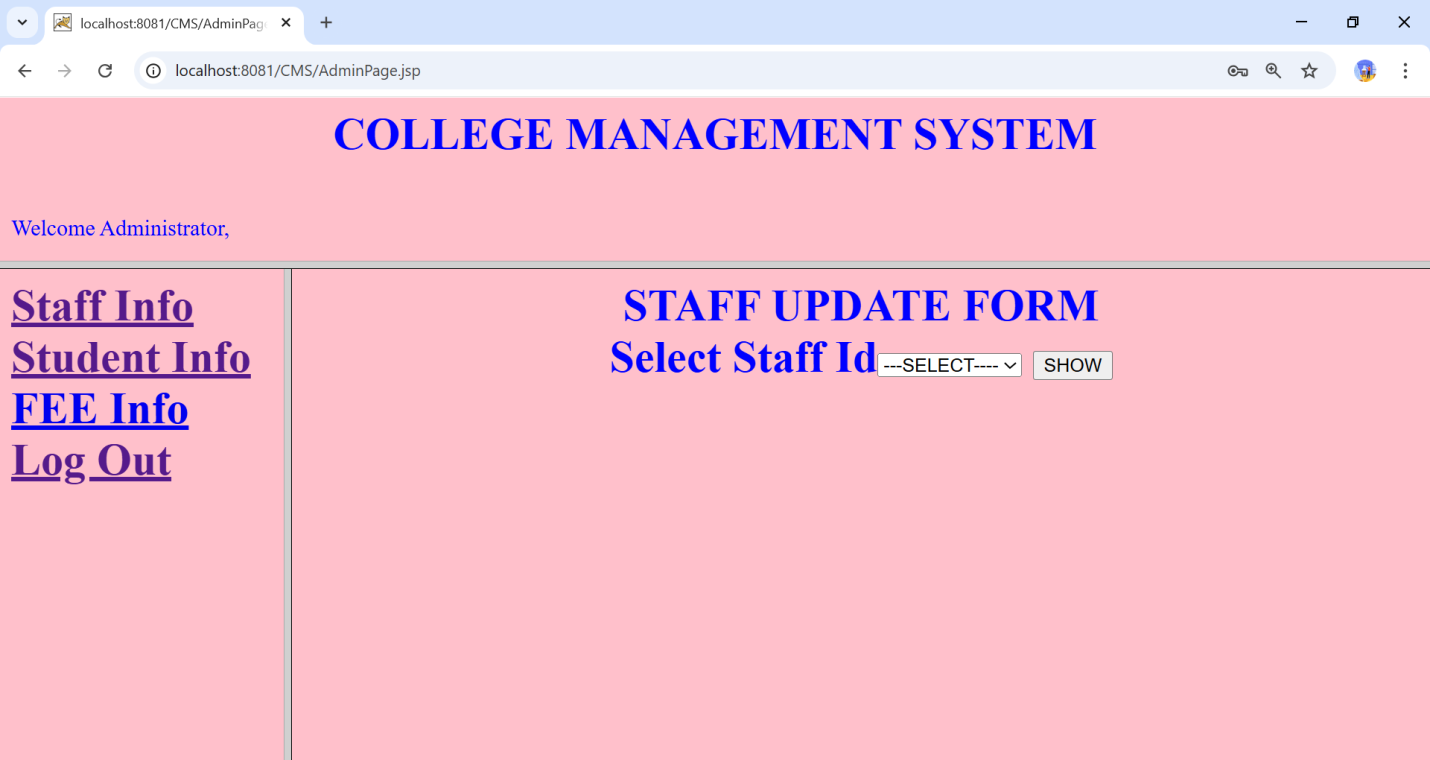 localhost:8081/CMS/AdminPag
localhost:8081/CMS/AdminPage.jsp
COLLEGE MANAGEMENT SYSTEM
Welcome Administrator,
Staff Info
Student Info
FEE Info
Log Out
STAFF UPDATE FORM
Select Staff Id ---SELECT---- SHOW